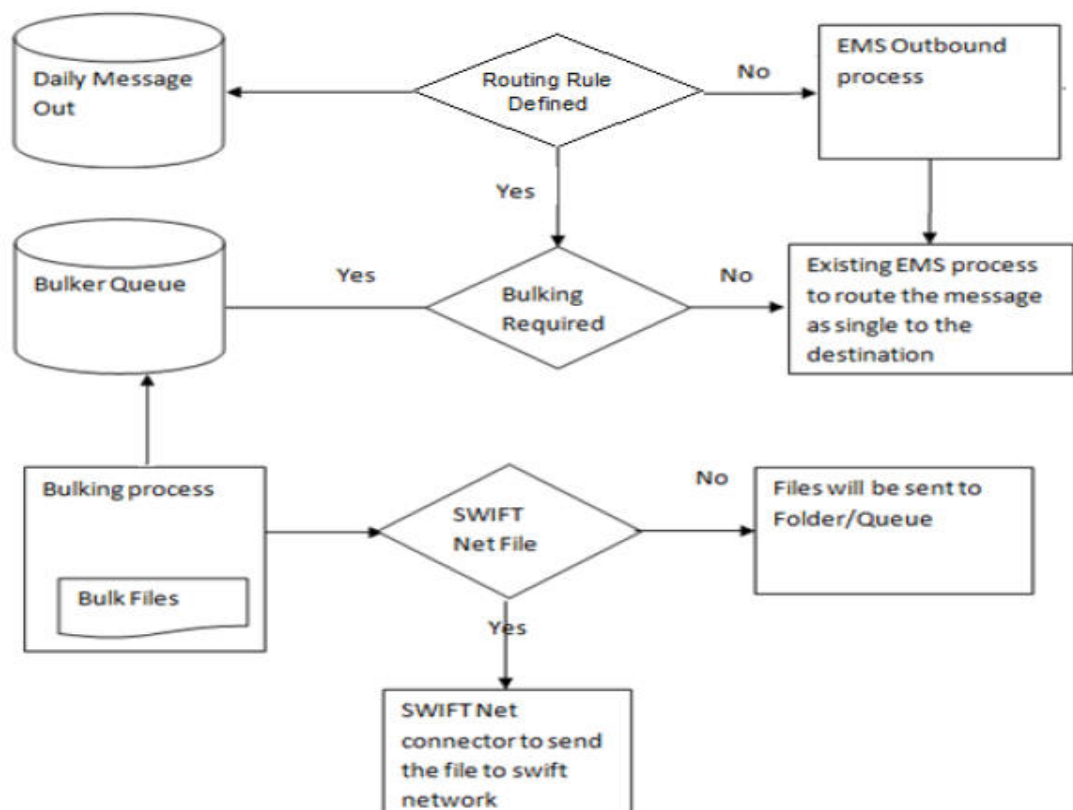 Daily Message
Out
Routing Rule
Defined
No
EMS Outbound
process
Yes
Bulker Queue
Yes
Bulking
Required
No
Existing EMS process
to route the message
as single to the
destination
Bulking process
Bulk Files
SWIFT
Net File
No
Files will be sent to
Folder/Queue
Yes
SWIFTNet
connector to send
the file to swift
network